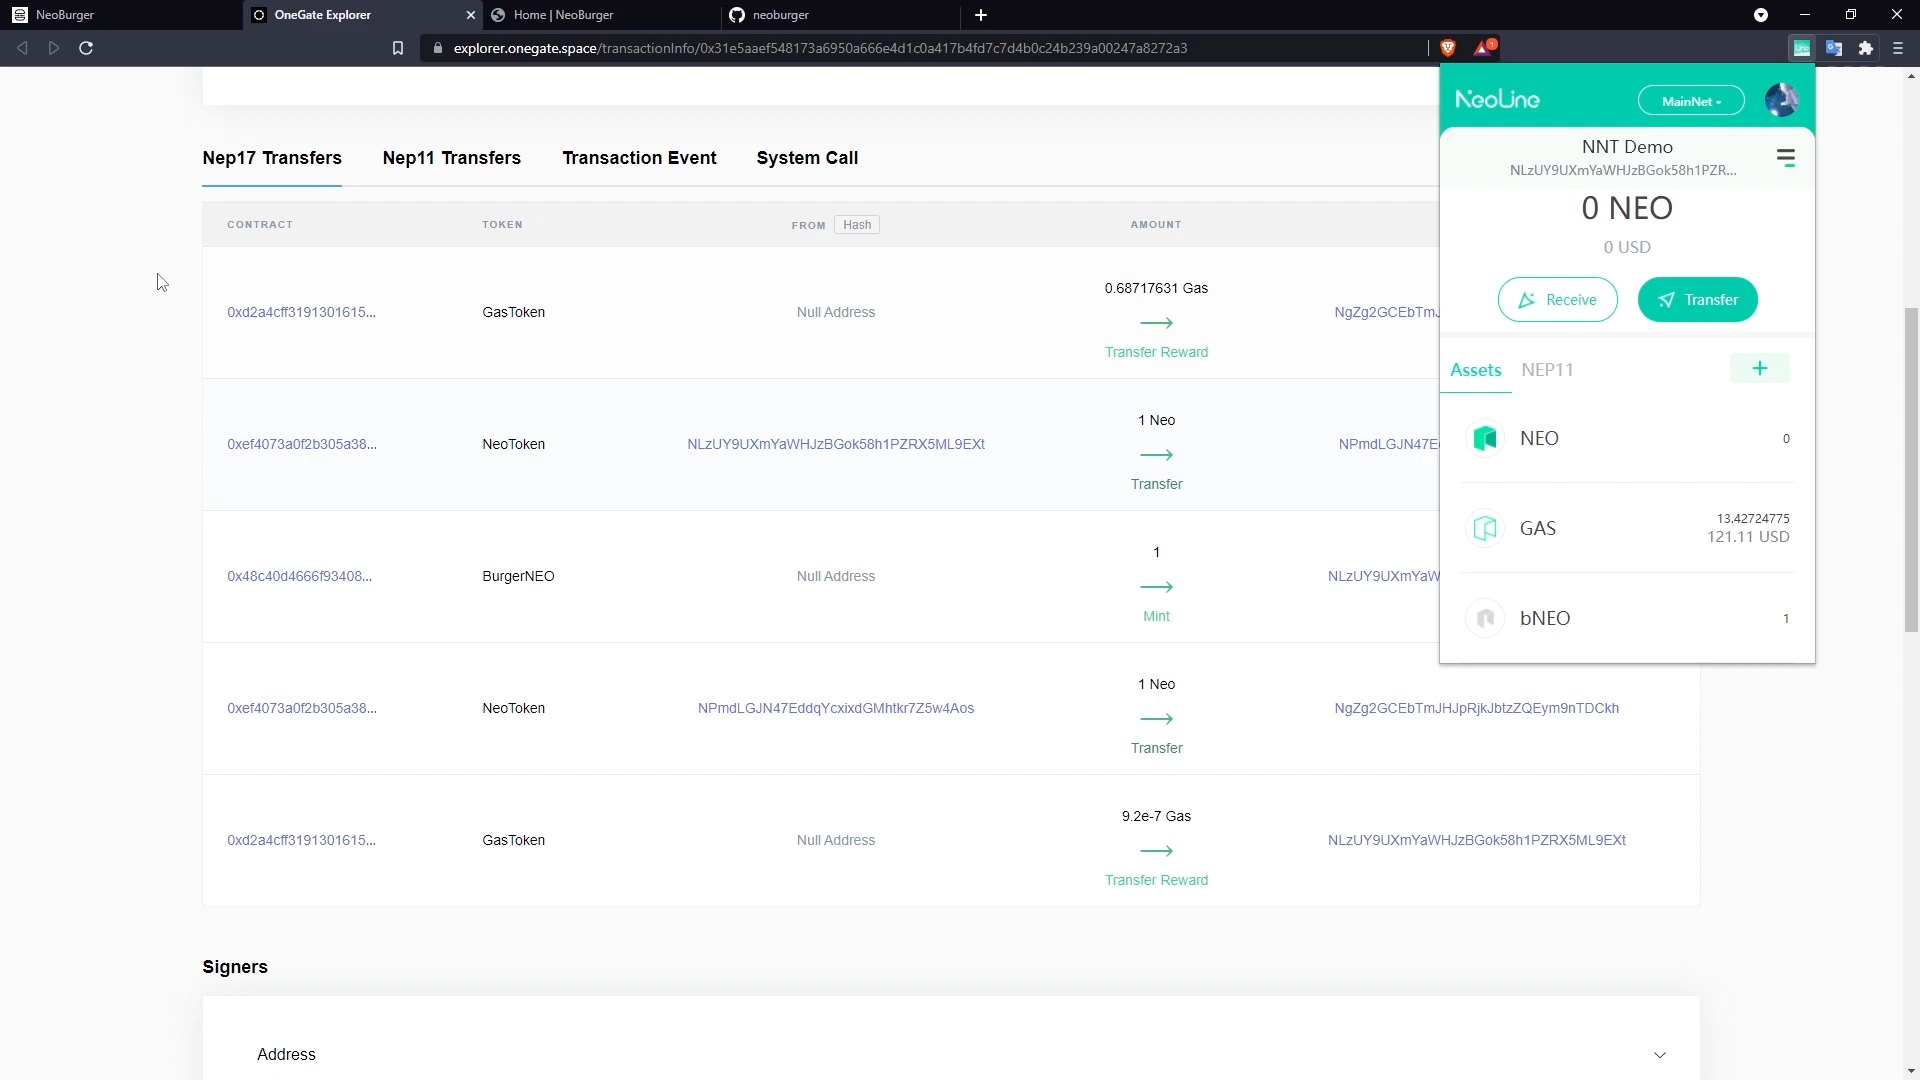 NeoBurger
OneGate Explorer
Home | NeoBurger
neoburger
explorer.onegate.space/transactionInfo/0x31e5aaef548173a6950a666e4d1c0a417b4fd7c7d4b0c24b239a00247a8272a3
1
NeoLine
MainNet
NNT Demo
NLzUY9UXmYaWHJzBGok58h1PZR...
0 NEO
0 USD
Receive
Transfer
Assets
NEP11
+
NEO
0
GAS
13.42724775
121.11 USD
bNEO
1
Nep17 Transfers
Nep11 Transfers
Transaction Event
System Call
CONTRACT
TOKEN
FROM
Hash
AMOUNT
0xd2a4cff3191301615...
GasToken
Null Address
0.68717631 Gas
Transfer Reward
NgZg2GCEbTmJ
0xef4073a0f2b305a38...
NeoToken
NLzUY9UXmYaWHJzBGok58h1PZRX5ML9EXt
1 Neo
Transfer
NPmdLGJN47E
0x48c40d4666f93408...
BurgerNEO
Null Address
1
Mint
NLzUY9UXmYaW
0xef4073a0f2b305a38...
NeoToken
NPmdLGJN47EddqYcxixdGMhtkr7Z5w4Aos
1 Neo
Transfer
NgZg2GCEbTmJHJpRjkJbtzZQEym9nTDCkh
0xd2a4cff3191301615...
GasToken
Null Address
9.2e-7 Gas
Transfer Reward
NLzUY9UXmYaWHJzBGok58h1PZRX5ML9EXt
Signers
Address